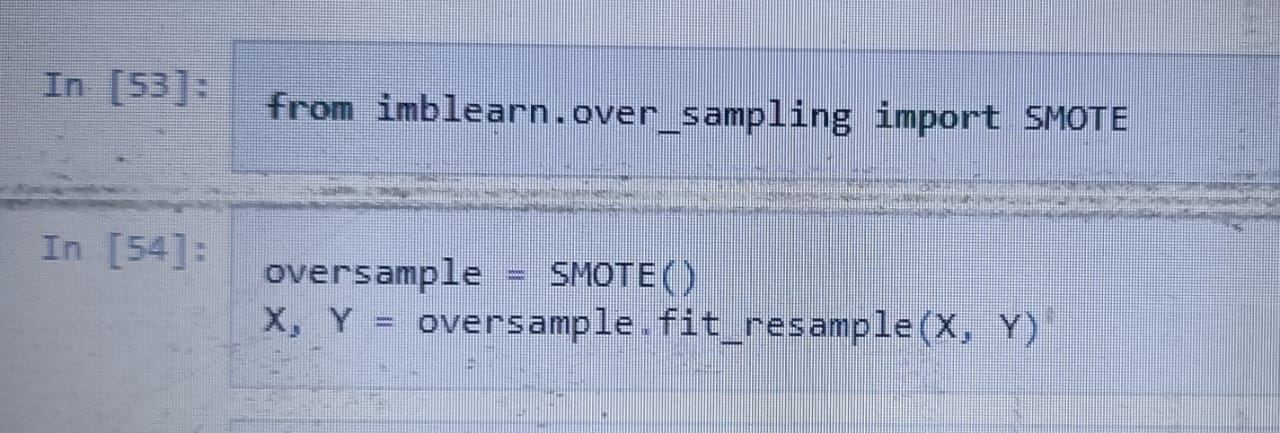 In [53]:
from imblearn.over_sampling import SMOTE
In [54]:
oversample = SMOTE()
X, Y = oversample.fit_resample(X, Y)